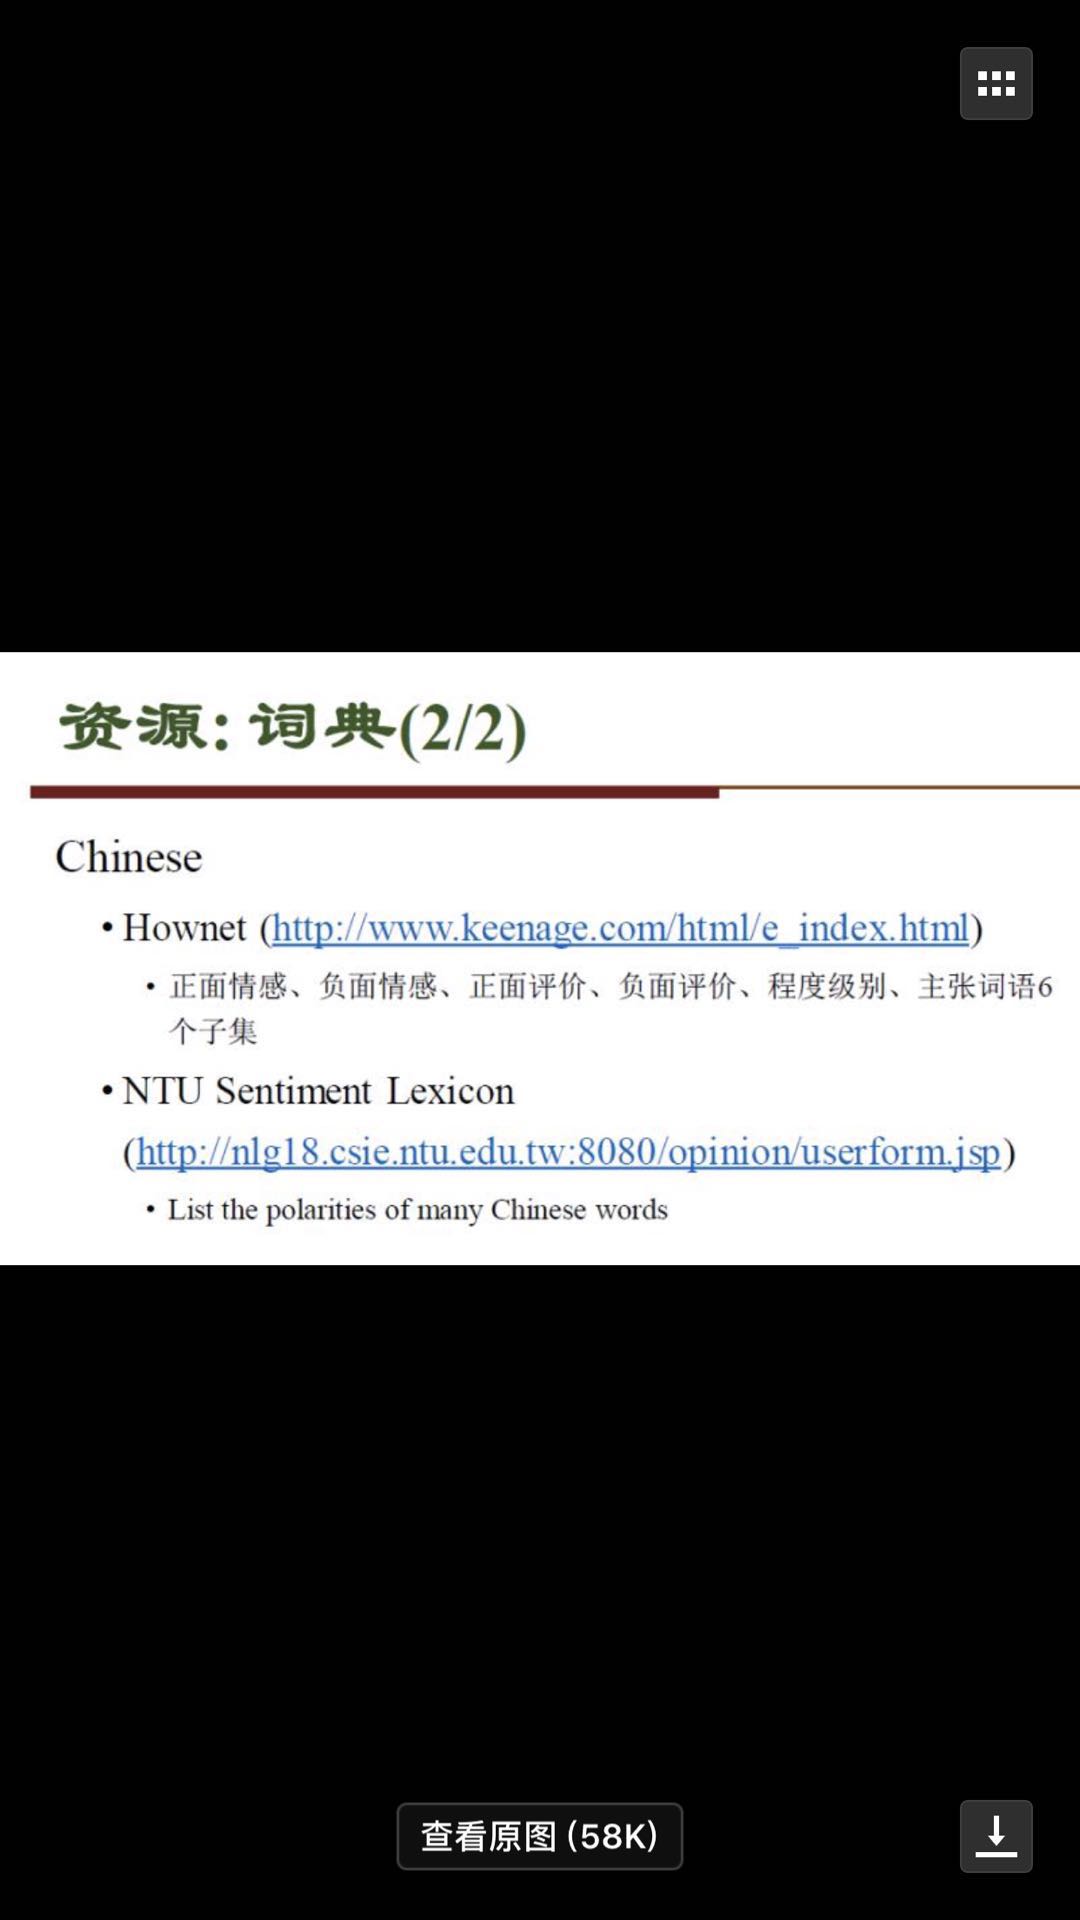 资源: 词典(2/2)
Chinese
• Hownet (http://www.keenage.com/html/e_index.html)
• 正面情感、负面情感、正面评价、负面评价、程度级别、主张词语6
个子集
• NTU Sentiment Lexicon
(http://nlg18.csie.ntu.edu.tw:8080/opinion/userform.jsp)
• List the polarities of many Chinese words
查看原图 (58K)